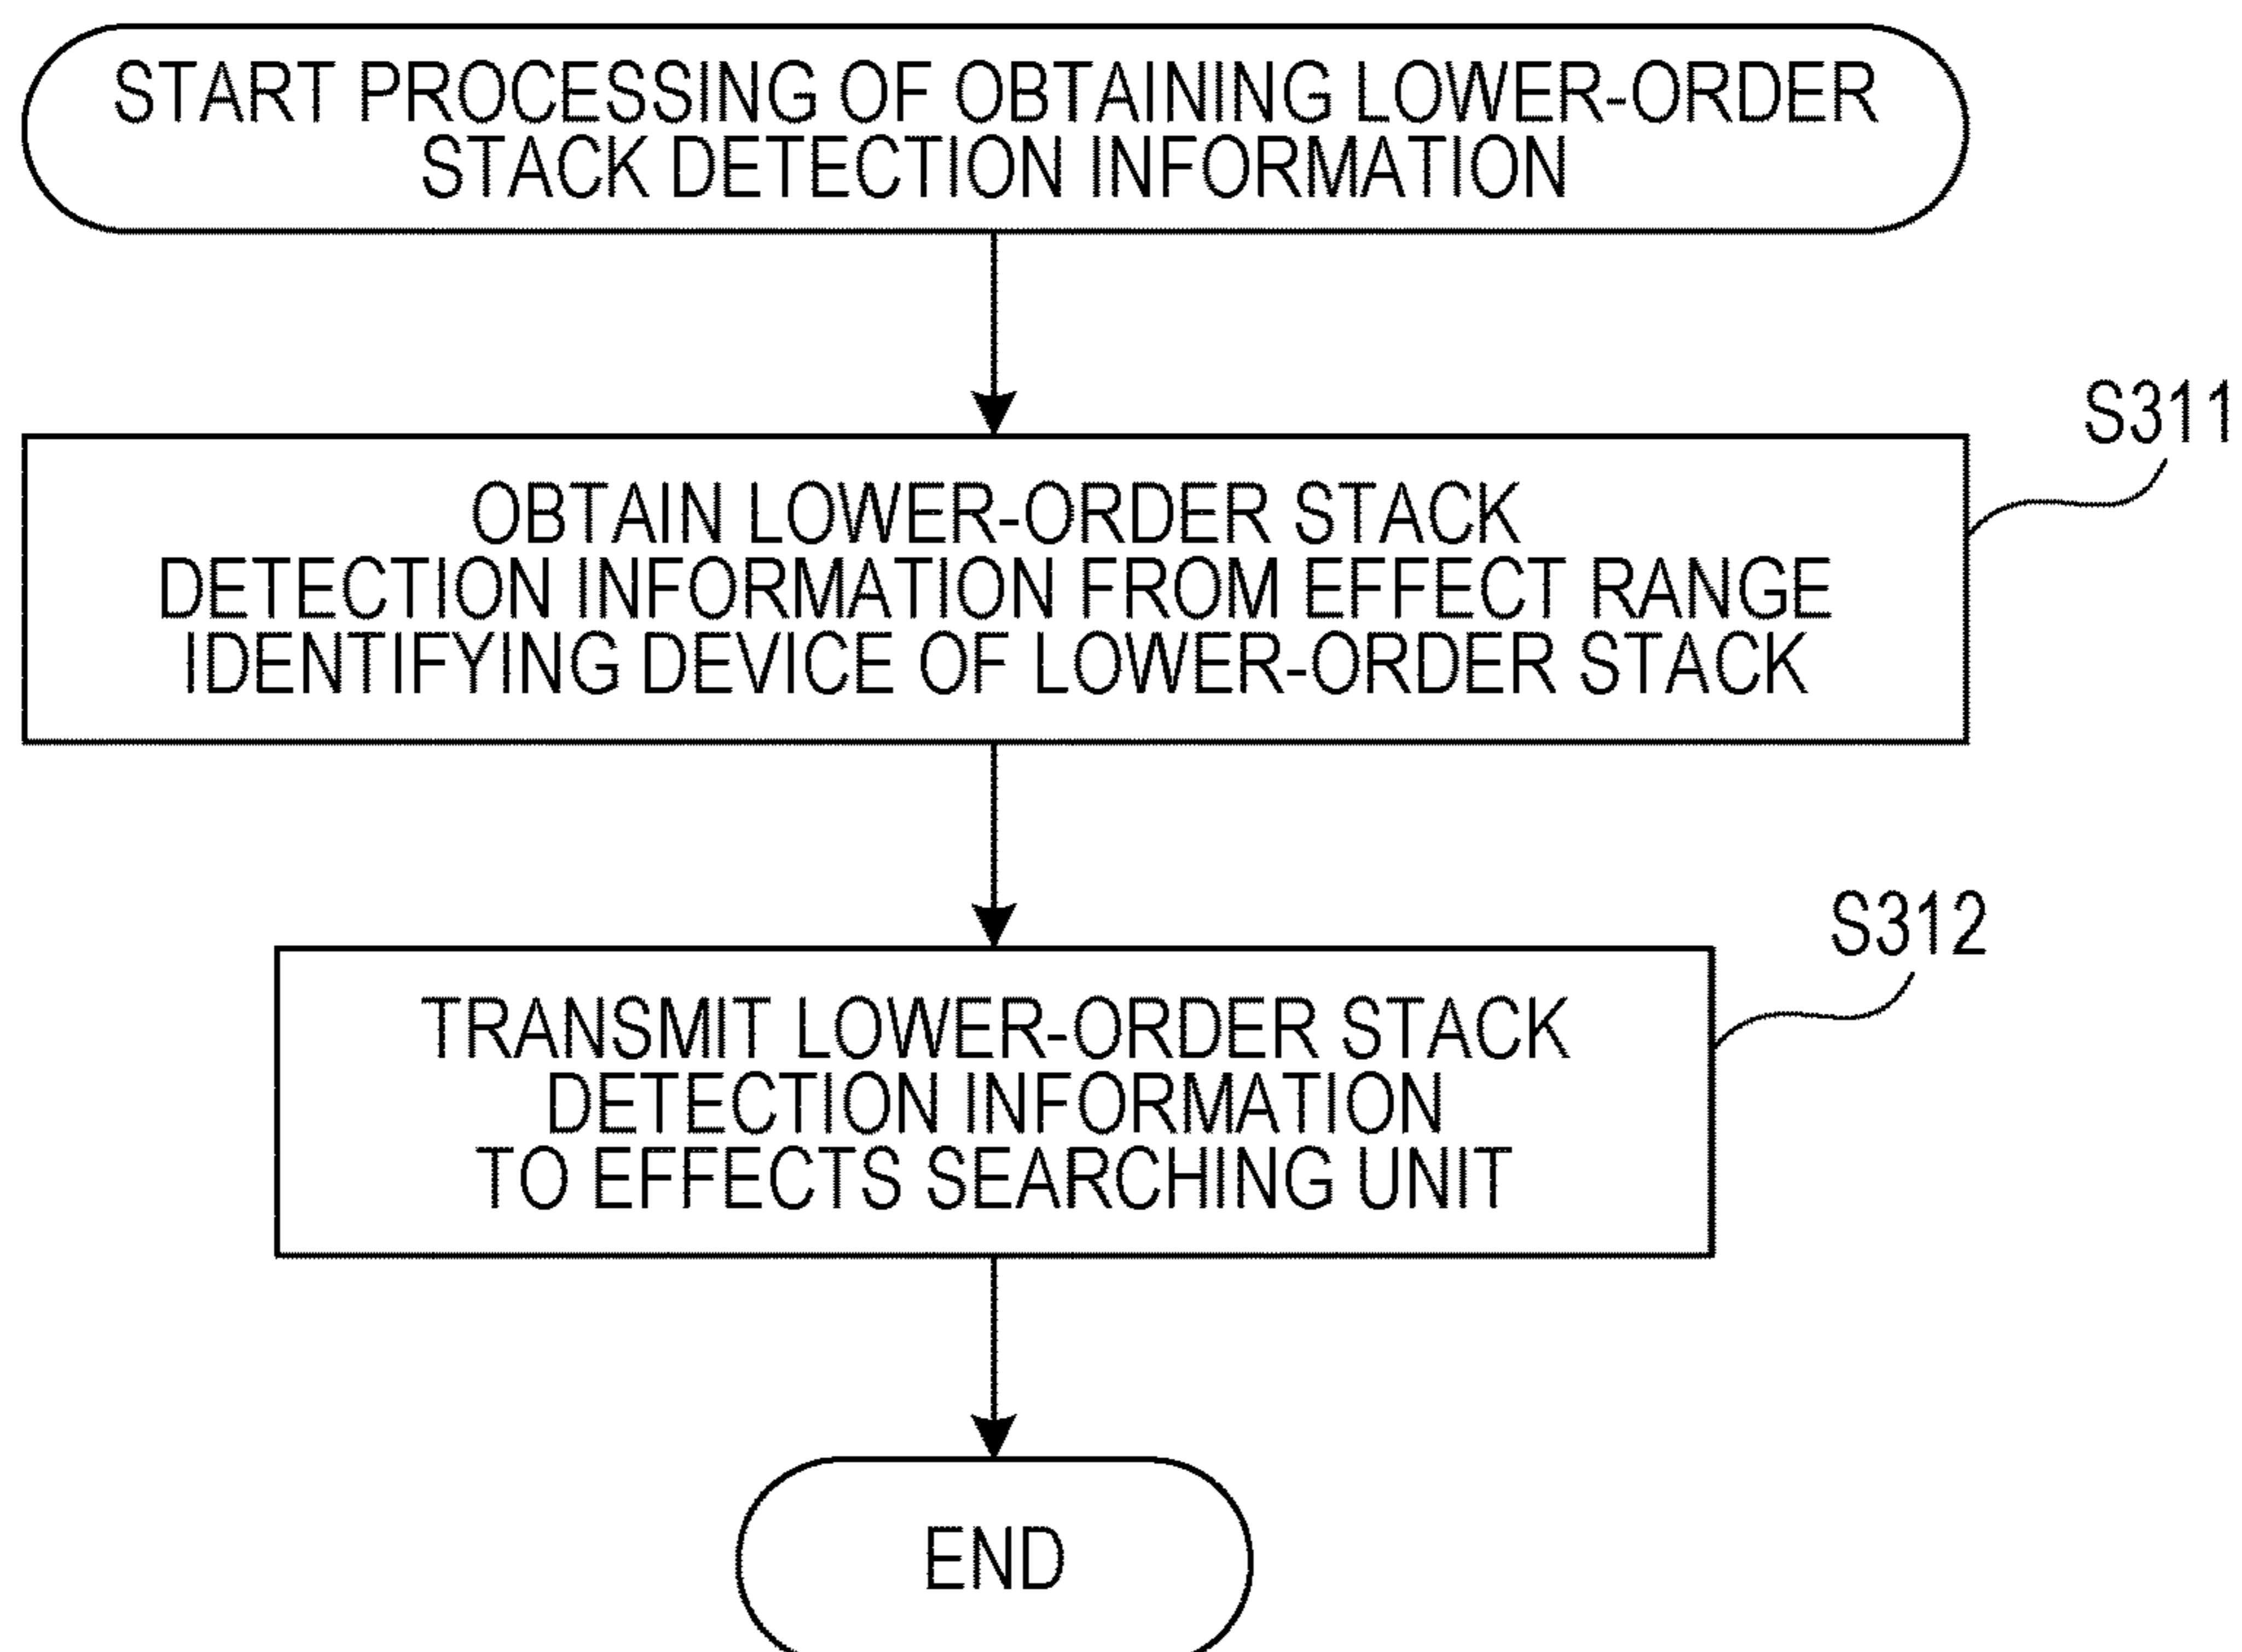 START PROCESSING OF OBTAINING LOWER-ORDER
STACK DETECTION INFORMATION
S311
OBTAIN LOWER-ORDER STACK
DETECTION INFORMATION FROM EFFECT RANGE
IDENTIFYING DEVICE OF LOWER-ORDER STACK
S312
TRANSMIT LOWER-ORDER STACK
DETECTION INFORMATION
TO EFFECTS SEARCHING UNIT
END